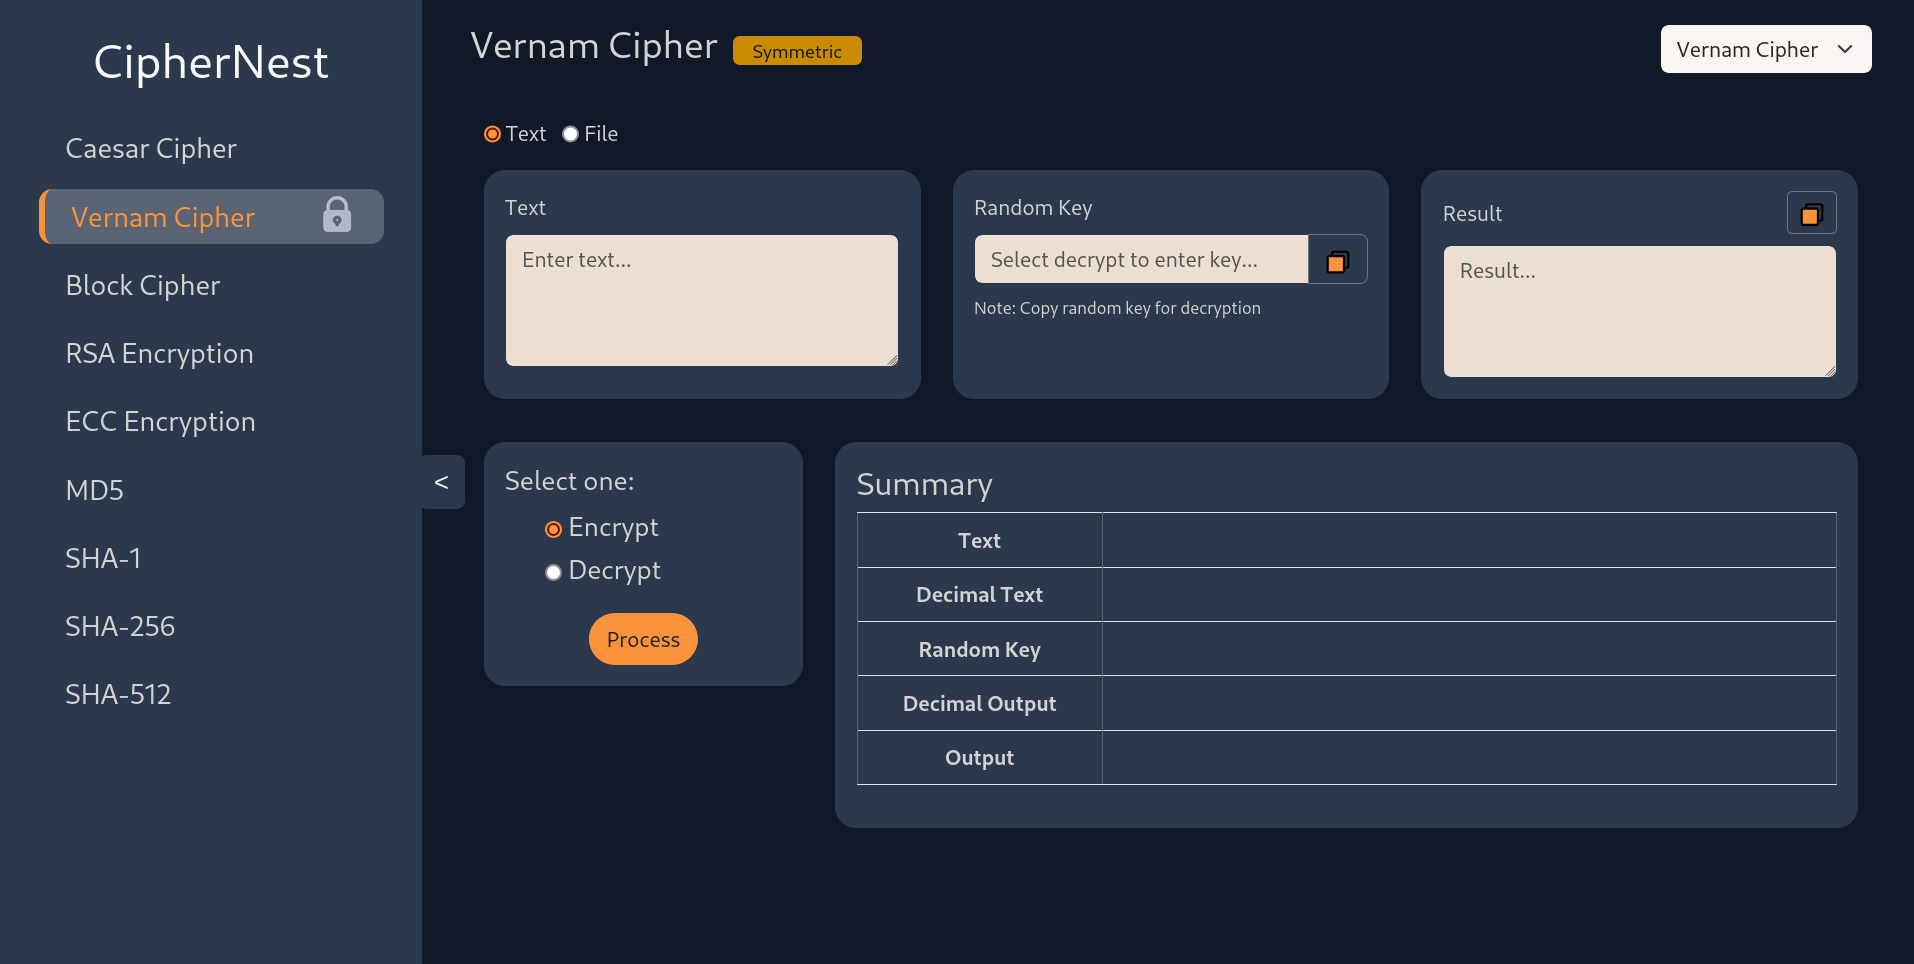 CipherNest
Caesar Cipher
Vernam Cipher
Block Cipher
RSA Encryption
ECC Encryption
MD5
SHA-1
SHA-256
SHA-512
<
Vernam Cipher
Symmetric
Vernam Cipher
Text
File
Text
Enter text...
Random Key
Select decrypt to enter key...
Note: Copy random key for decryption
Result
Result...
Select one:
Encrypt
Decrypt
Process
Summary
Text
Decimal Text
Random Key
Decimal Output
Output